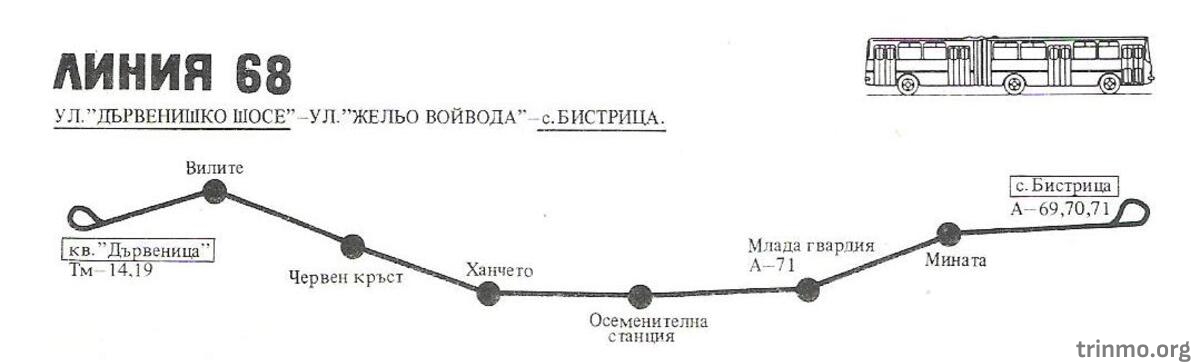 ЛИНИЯ 68
УЛ."ДЪРВЕНИШКО ШОСЕ"–УЛ."ЖЕЛЬО ВОЙВОДА"–с.БИСТРИЦА.
Вилите
кв."Дървеница"
Тм–14,19
Червен кръст
Ханчето
Осеменителна
станция
Млада гвардия
А–71
Мината
с. Бистрица
А–69,70,71
trinmo.org